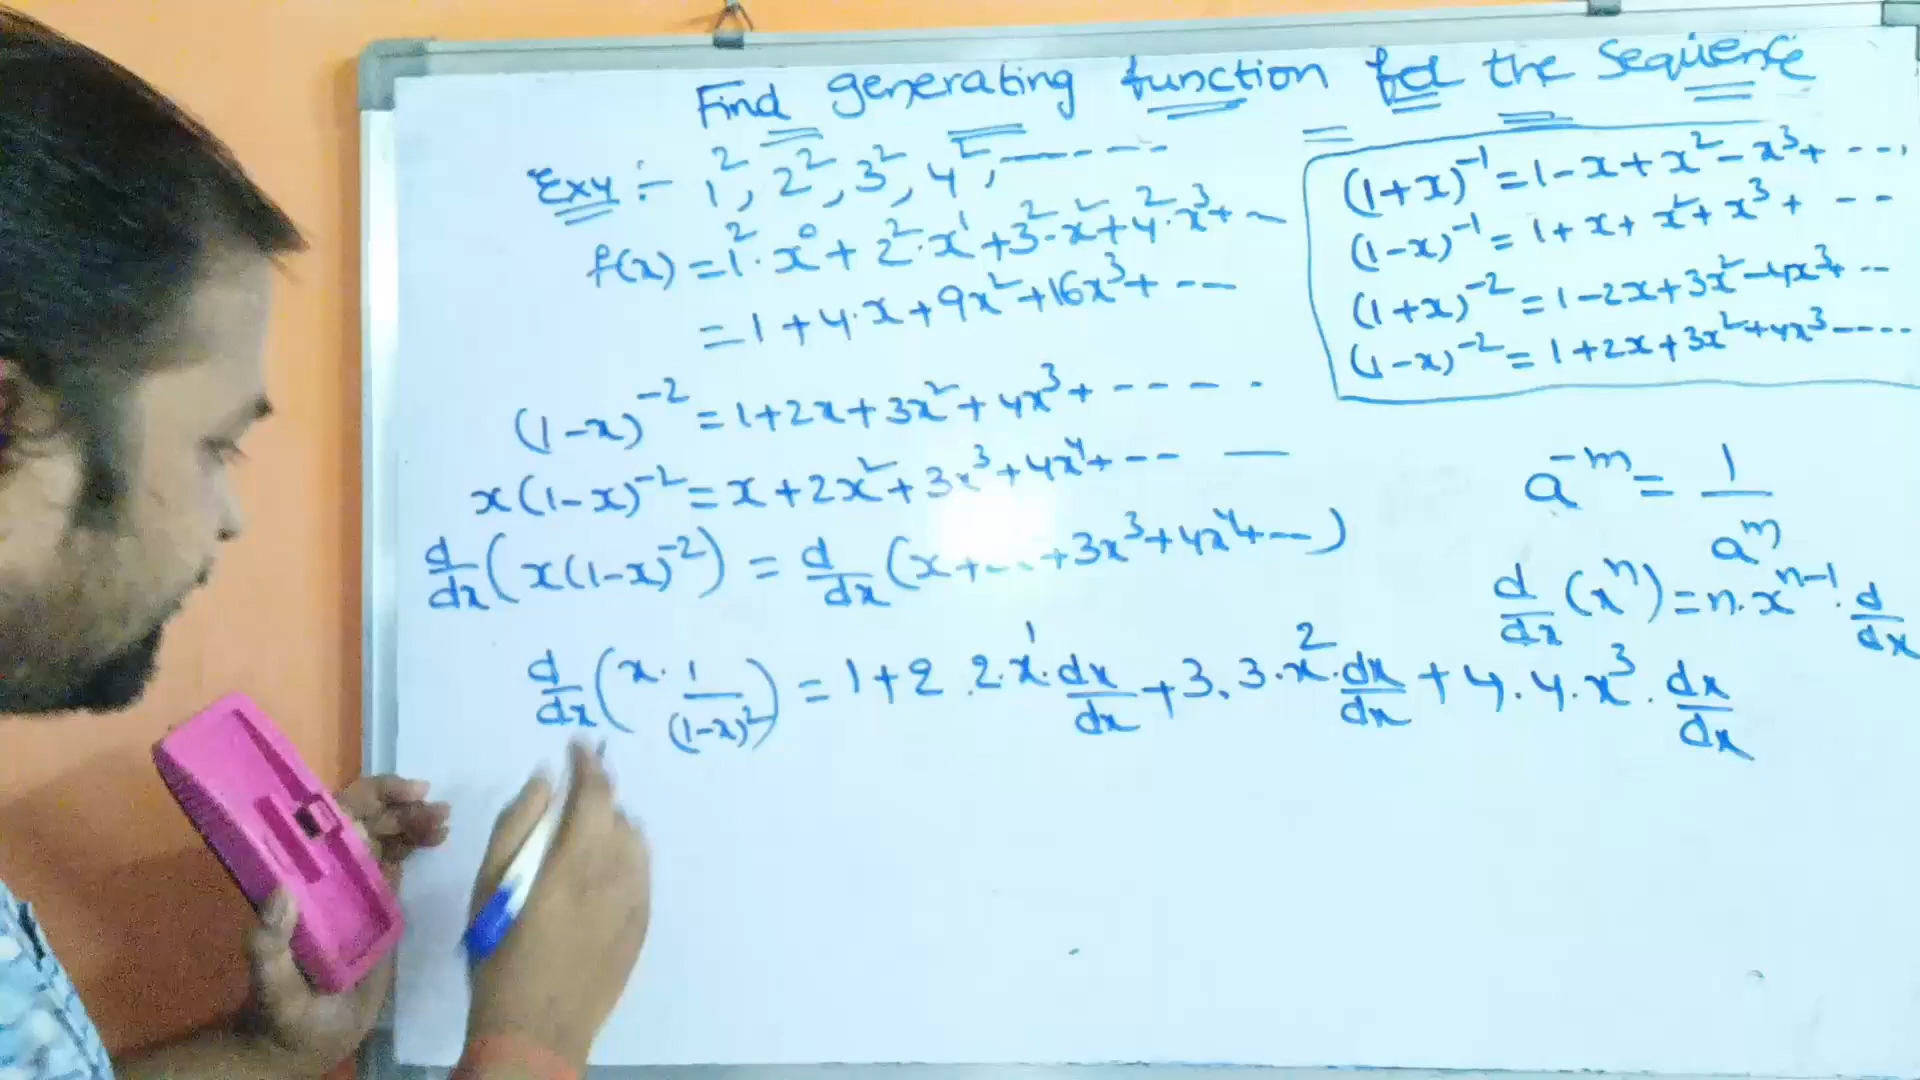 Find generating function for the Sequence
Ex4 :- 1², 2², 3², 4², -----
f(x) = 1²·x⁰ + 2²·x¹ + 3²·x² + 4²·x³ + --
= 1 + 4·x + 9x² + 16x³ + ---
(1-x)⁻² = 1+2x+3x²+4x³+ -----
x(1-x)⁻² = x+2x²+3x³+4x⁴+ --- —
d/dx (x(1-x)⁻²) = d/dx (x+ +3x³+4x⁴+---)
d/dx (x· 1/(1-x)²) = 1+2 .2·x¹·dx/dx + 3.3·x²·dx/dx + 4.4·x³·dx/dx
(1+x)⁻¹ = 1-x+x²-x³+ ---
(1-x)⁻¹ = 1+x+x²+x³+ ---
(1+x)⁻² = 1-2x+3x²-4x³+ --
(1-x)⁻² = 1+2x+3x²+4x³----
a⁻ᵐ = 1/aᵐ
d/dx (xⁿ) = n·xⁿ⁻¹· d/dx